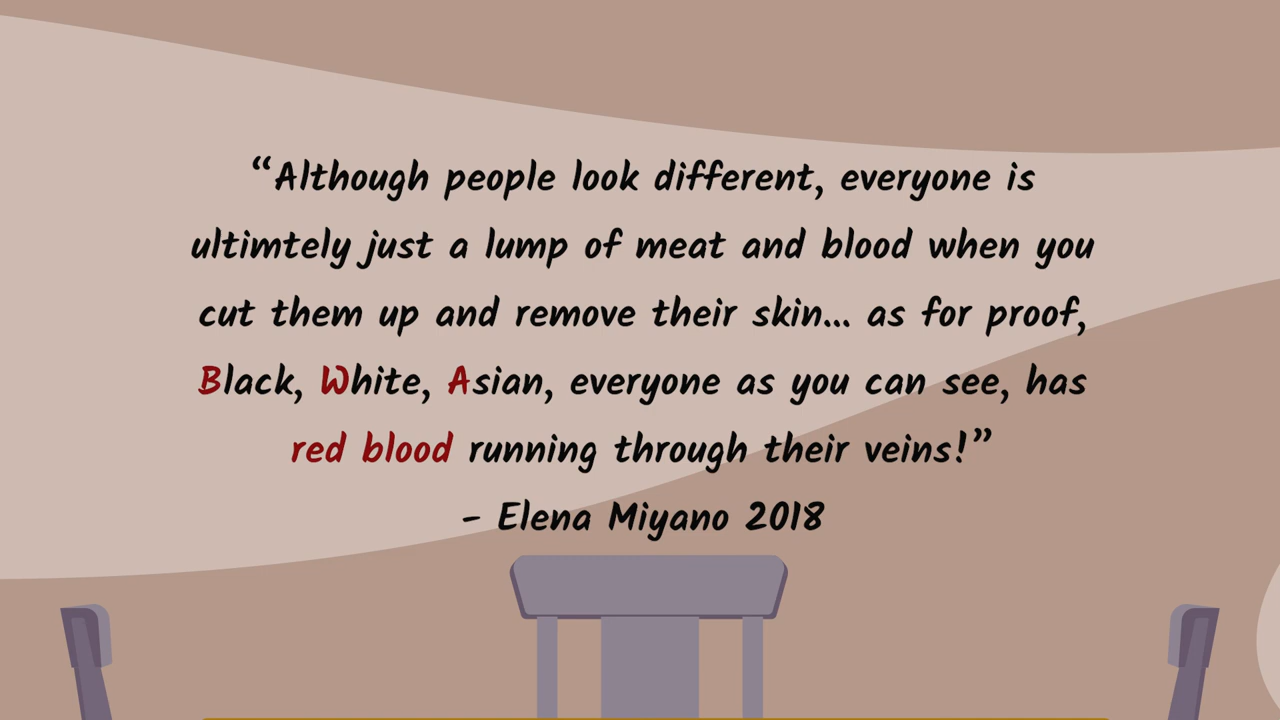 “Although people look different, everyone is
ultimtely just a lump of meat and blood when you
cut them up and remove their skin... as for proof,
Black, White, Asian, everyone as you can see, has
red blood running through their veins!”
- Elena Miyano 2018